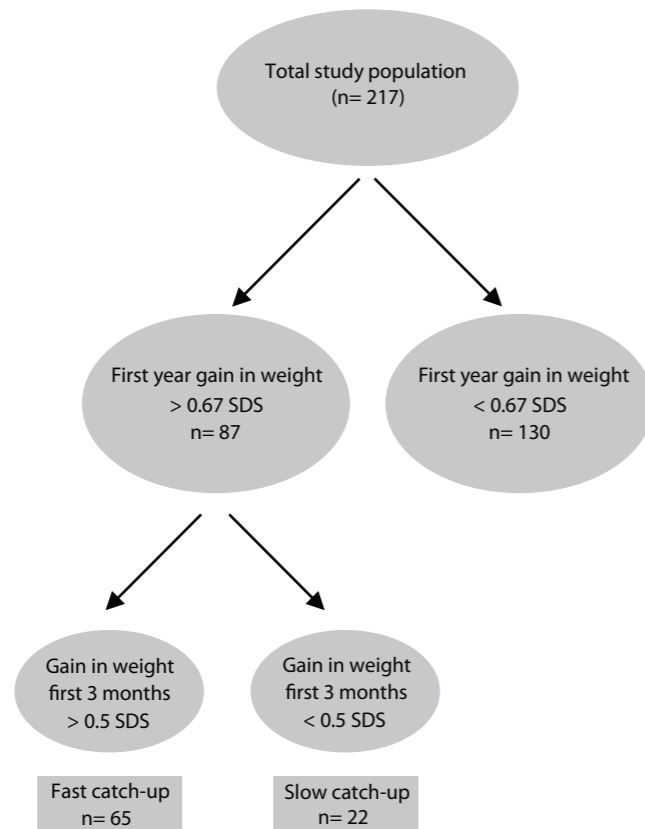 Total study population
(n= 217)
First year gain in weight
> 0.67 SDS
n= 87
First year gain in weight
< 0.67 SDS
n= 130
Gain in weight
first 3 months
> 0.5 SDS
Gain in weight
first 3 months
< 0.5 SDS
Fast catch-up
n= 65
Slow catch-up
n= 22